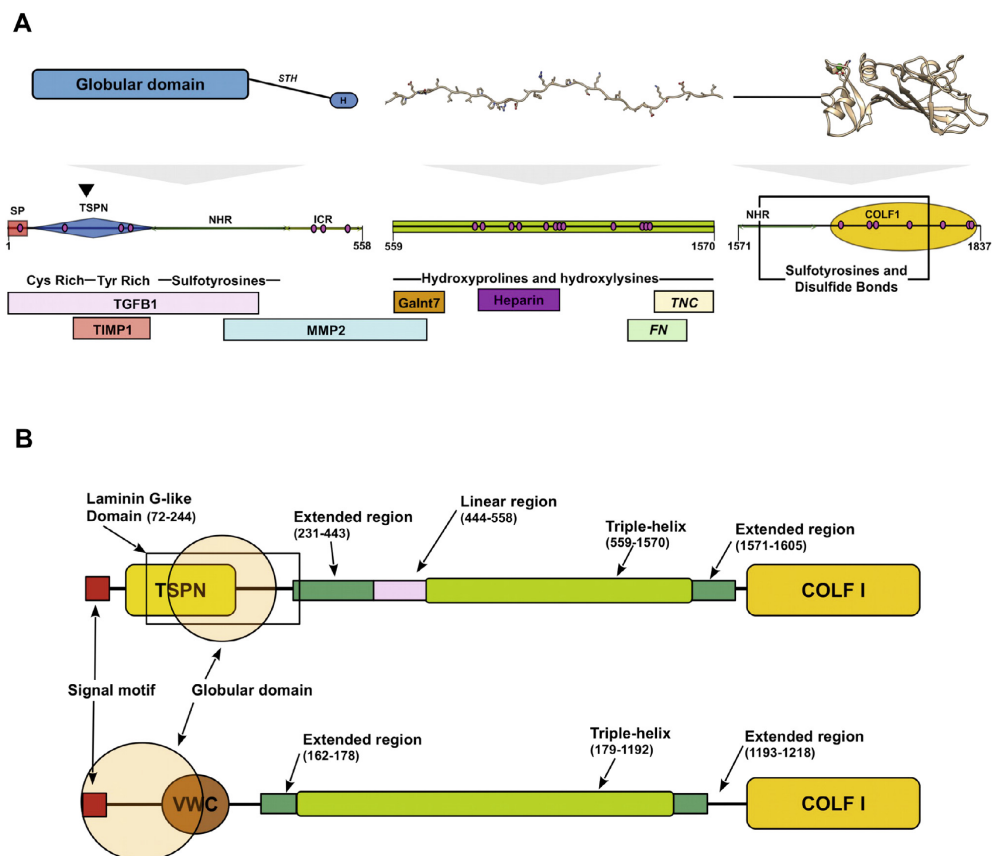 A
Globular domain
STH
H
SP
TSPN
NHR
ICR
1
558
559
1570
NHR
COLF1
1571
1837
Cys Rich
Tyr Rich
Sulfotyrosines
Hydroxyprolines and hydroxylysines
Sulfotyrosines and
Disulfide Bonds
TGFB1
Galnt7
Heparin
TNC
TIMP1
MMP2
FN
B
Laminin G-like
Domain (72-244)
Extended region
(231-443)
Linear region
(444-558)
Triple-helix
(559-1570)
Extended region
(1571-1605)
TSPN
COLF I
Signal motif
Globular domain
Extended region
(162-178)
Triple-helix
(179-1192)
Extended region
(1193-1218)
VWC
COLF I